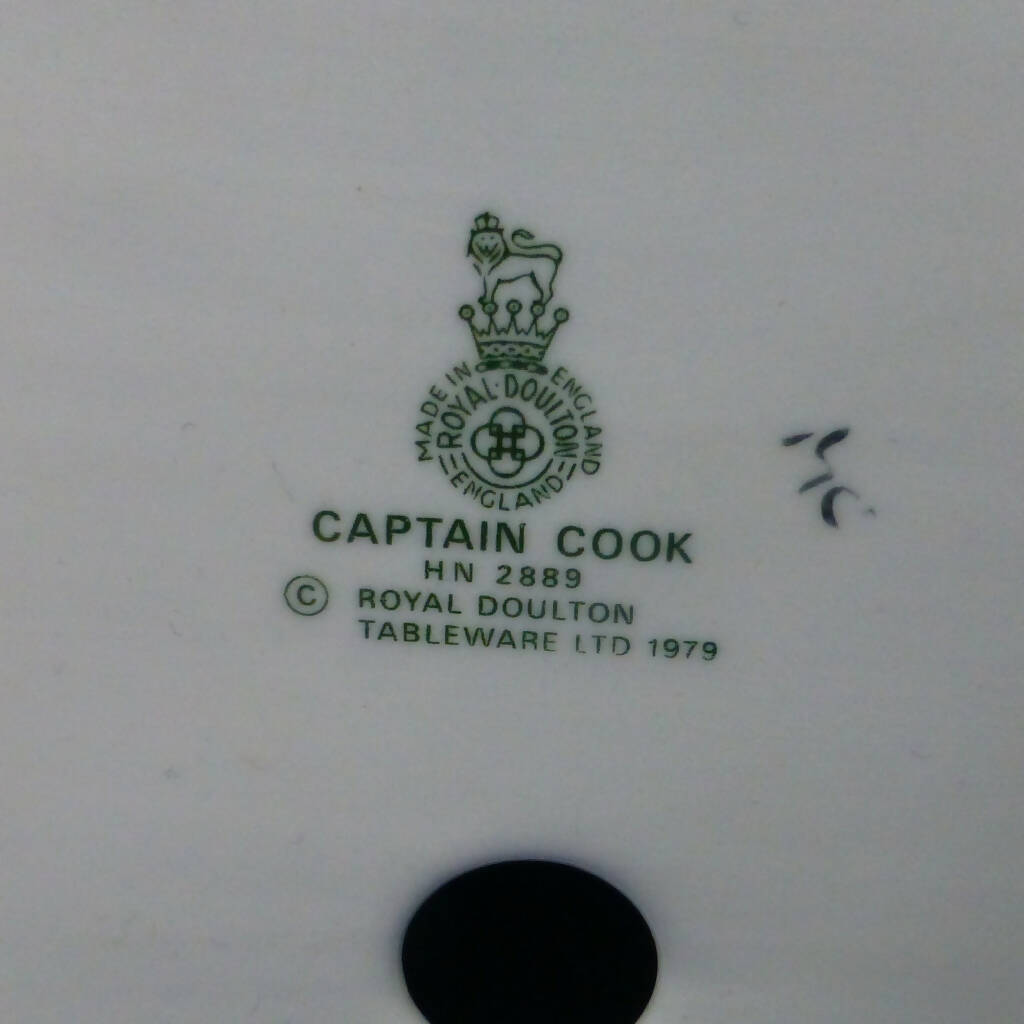 MADE IN ENGLAND
ROYAL·DOULTON
ENGLAND
CAPTAIN COOK
HN 2889
© ROYAL DOULTON
TABLEWARE LTD 1979